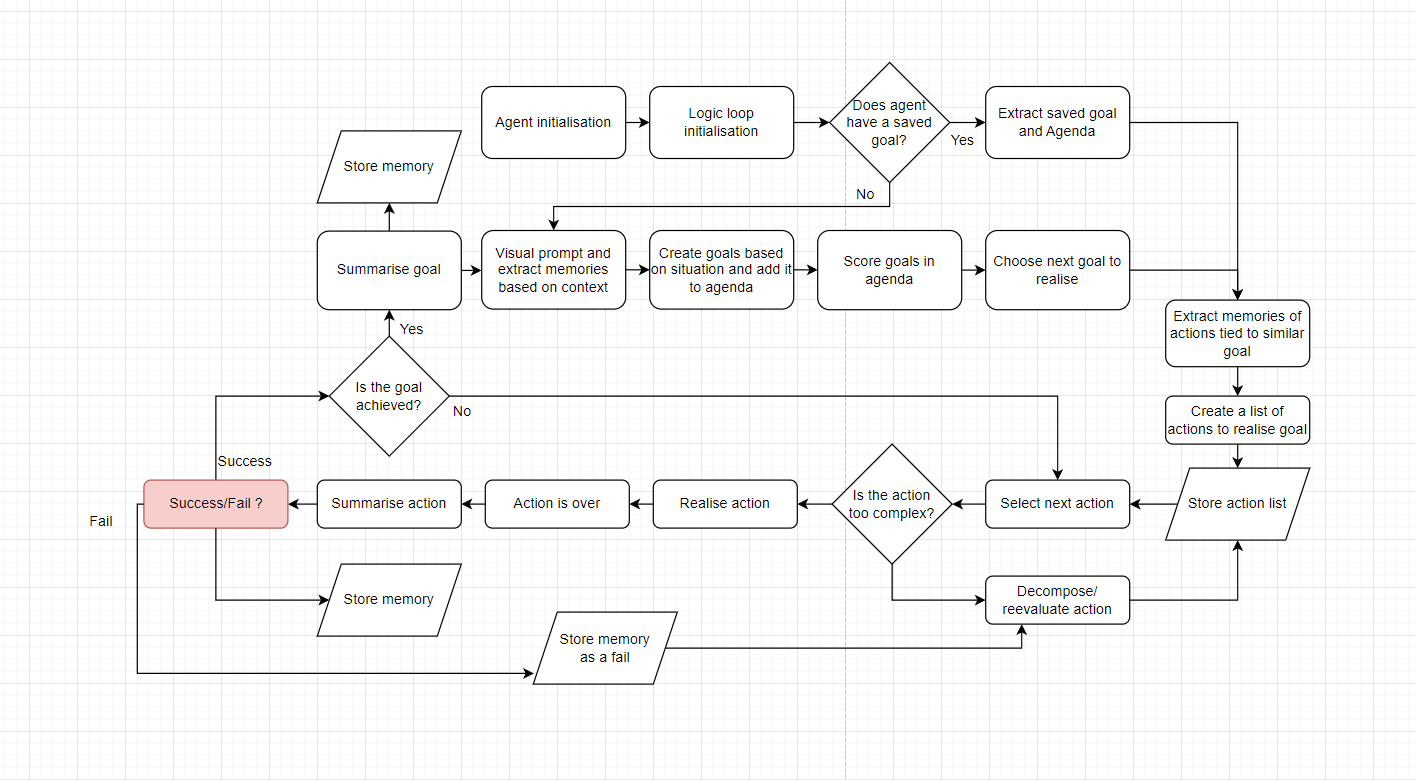 Agent initialisation
Logic loop
initialisation
Does agent
have a saved
goal?
Yes
Extract saved goal
and Agenda
No
Store memory
Summarise goal
Visual prompt and
extract memories
based on context
Create goals based
on situation and add it
to agenda
Score goals in
agenda
Choose next goal to
realise
Extract memories of
actions tied to similar
goal
Yes
Is the goal
achieved?
No
Create a list of
actions to realise goal
Success
Success/Fail ?
Summarise action
Action is over
Realise action
Is the action
too complex?
Select next action
Store action list
Fail
Store memory
Decompose/
reevaluate action
Store memory
as a fail